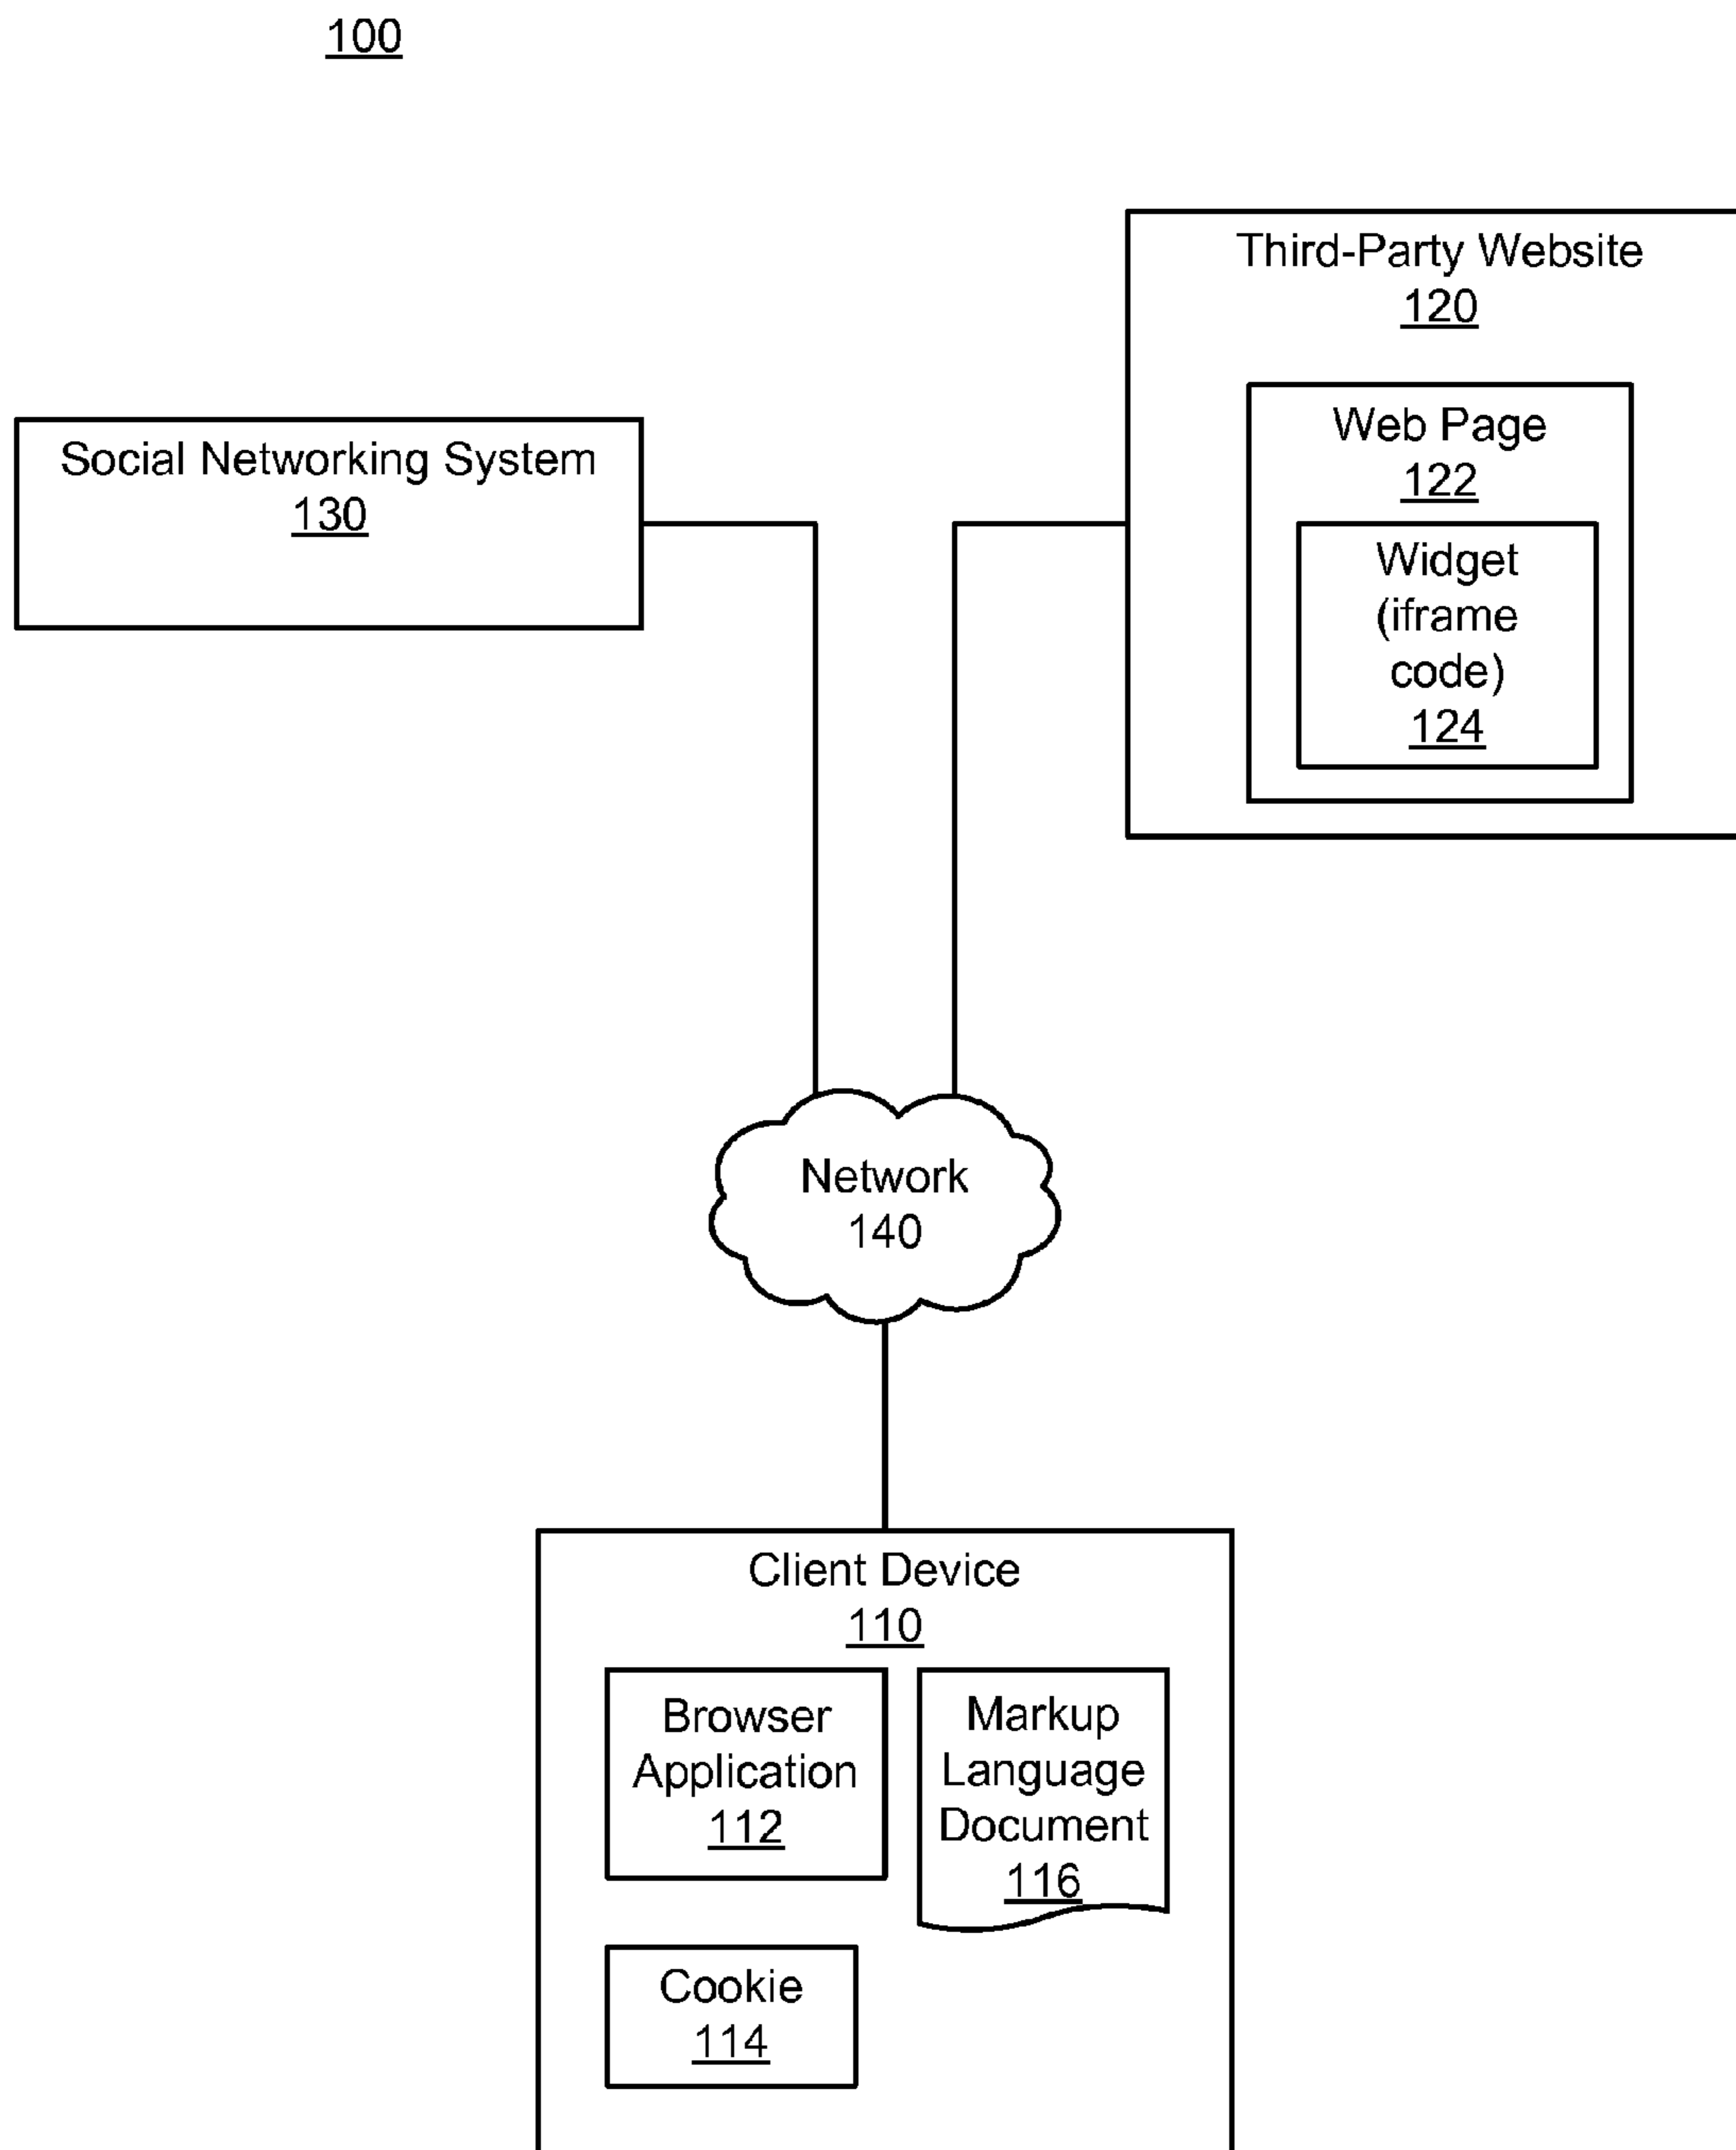 100
Third-Party Website
120
Social Networking System
130
Web Page
122
Widget
(iframe
code)
124
Network
140
Client Device
110
Browser
Application
112
Markup
Language
Document
116
Cookie
114